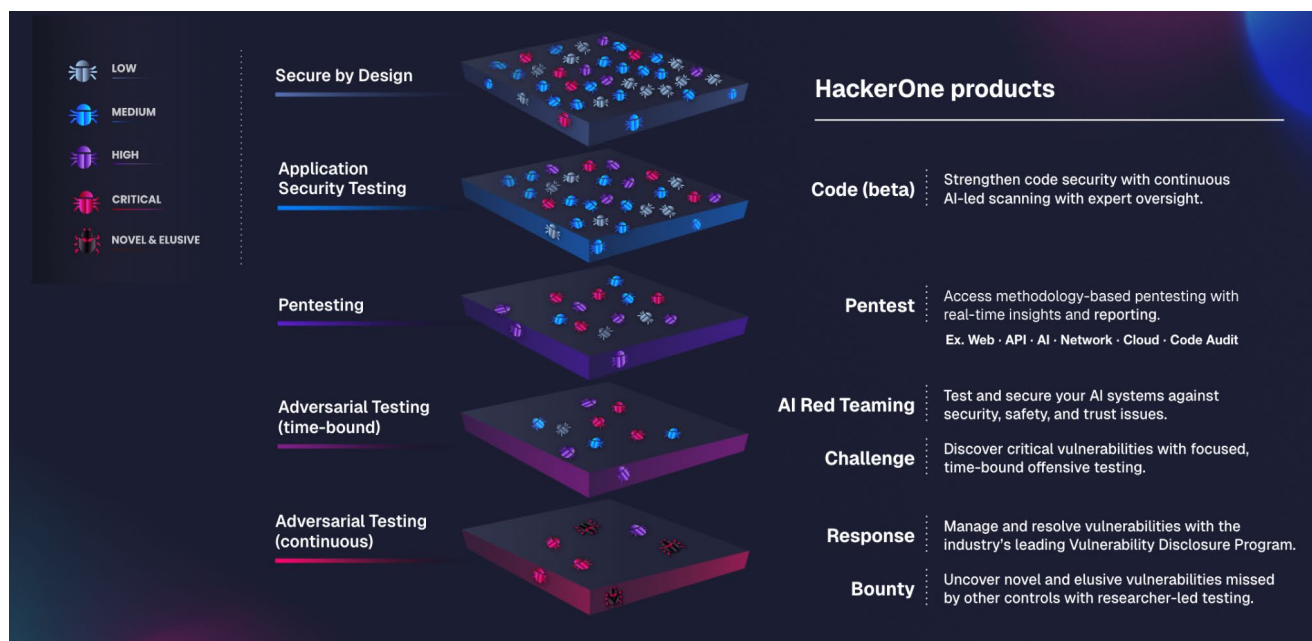 LOW
MEDIUM
HIGH
CRITICAL
NOVEL & ELUSIVE
Secure by Design
Application
Security Testing
Pentesting
Adversarial Testing
(time-bound)
Adversarial Testing
(continuous)
HackerOne products
Code (beta)
Strengthen code security with continuous
AI-led scanning with expert oversight.
Pentest
Access methodology-based pentesting with
real-time insights and reporting.
Ex. Web · API · AI · Network · Cloud · Code Audit
AI Red Teaming
Test and secure your AI systems against
security, safety, and trust issues.
Challenge
Discover critical vulnerabilities with focused,
time-bound offensive testing.
Response
Manage and resolve vulnerabilities with the
industry's leading Vulnerability Disclosure Program.
Bounty
Uncover novel and elusive vulnerabilities missed
by other controls with researcher-led testing.